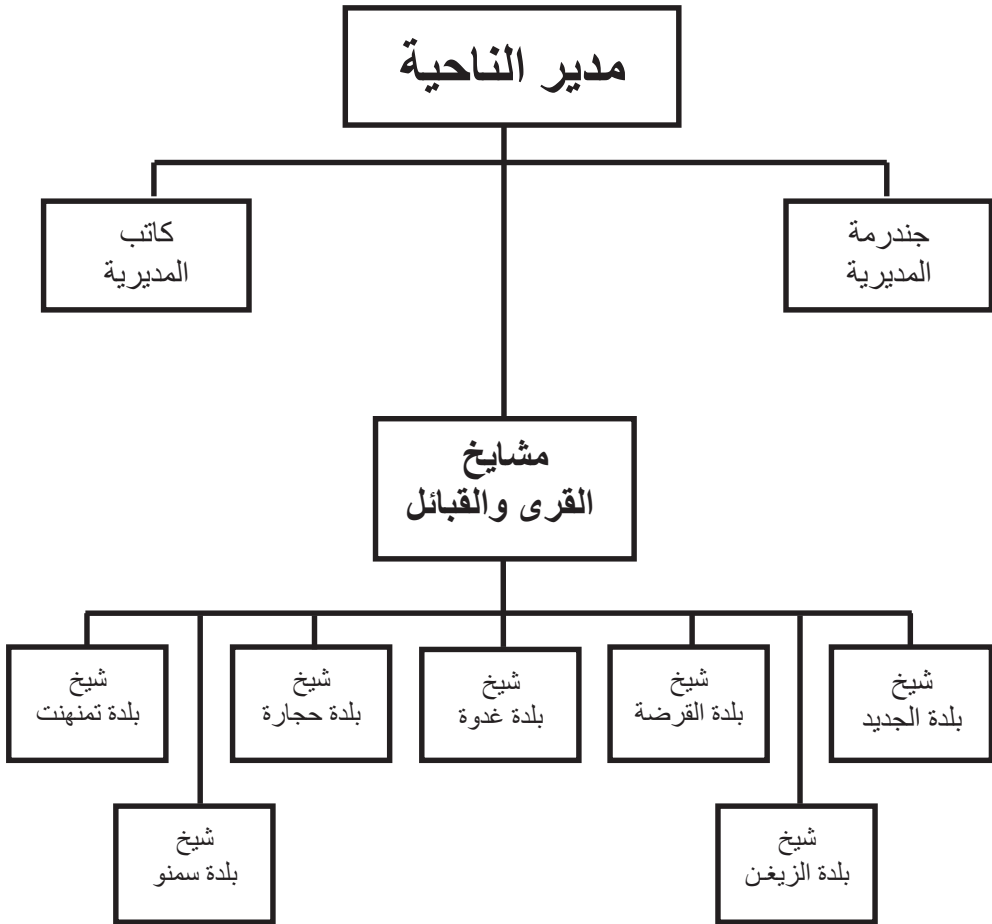 مدير الناحية
جندرمة
المديرية
كاتب
المديرية
مشايخ
القرى والقبائل
شيخ
بلدة الجديد
شيخ
بلدة القرضة
شيخ
بلدة غدوة
شيخ
بلدة حجارة
شيخ
بلدة تمنهنت
شيخ
بلدة الزيغن
شيخ
بلدة سمنو